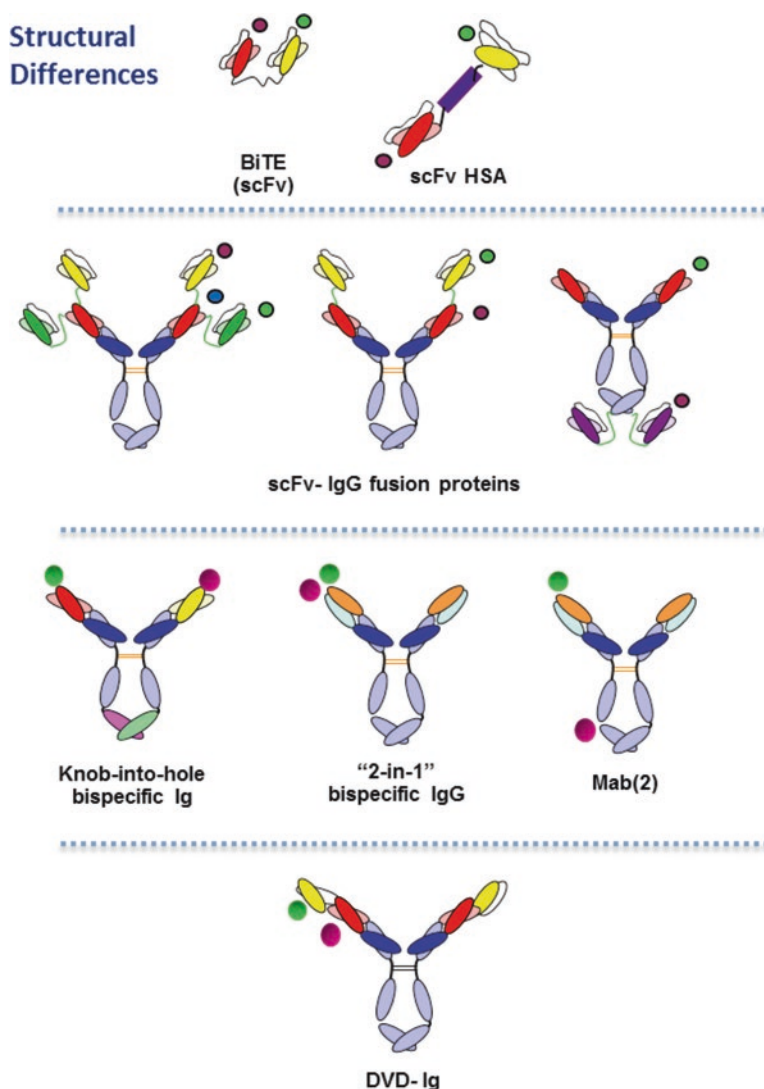 Structural
Differences
BiTE
(scFv)
scFv HSA
scFv- IgG fusion proteins
Knob-into-hole
bispecific Ig
“2-in-1”
bispecific IgG
Mab(2)
DVD- Ig